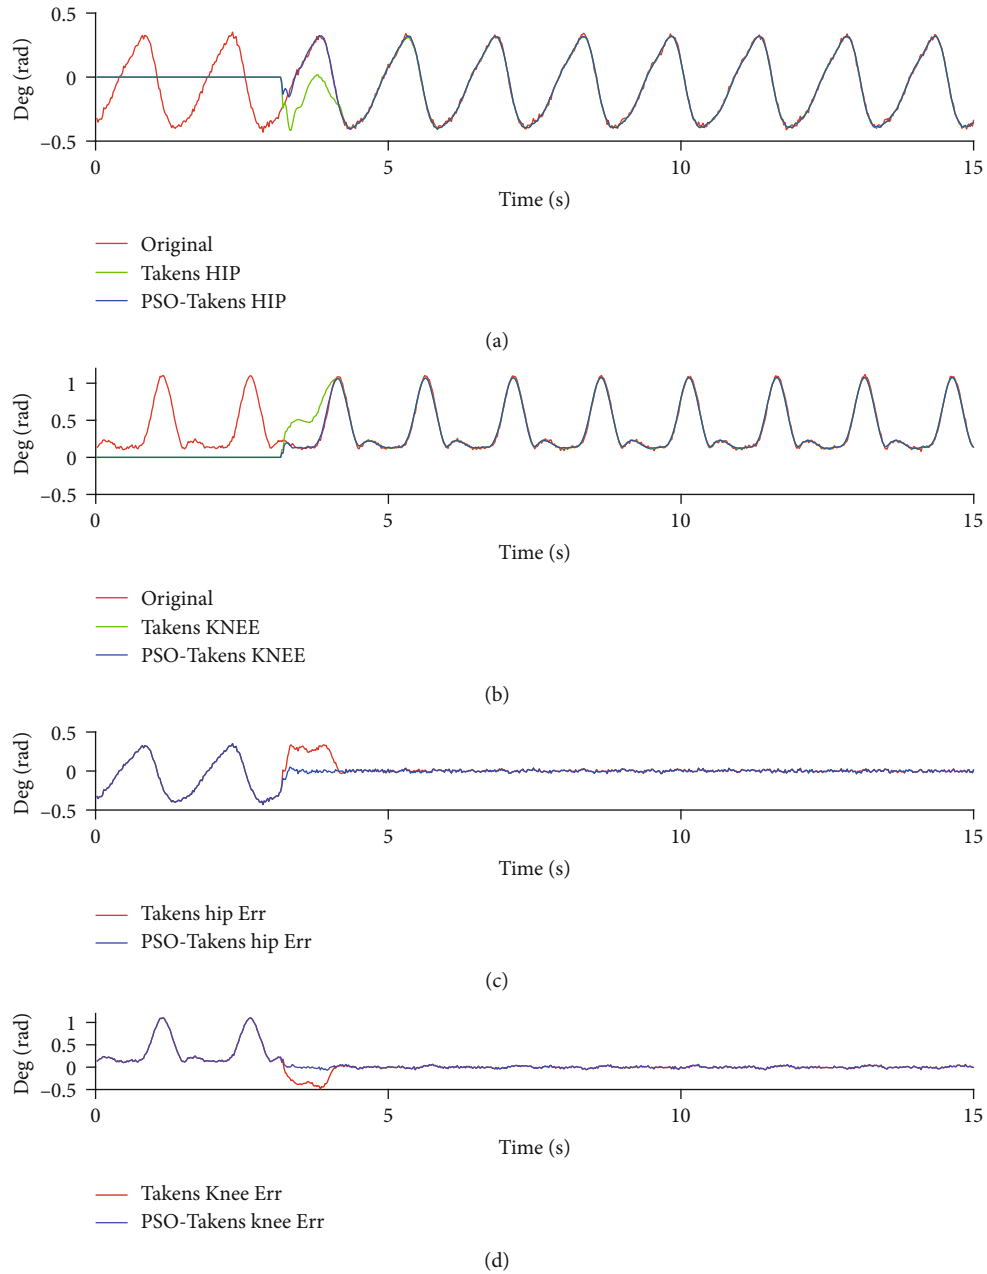 0.5
0
−0.5
Deg (rad)
0 5 10 15
Time (s)
Original
Takens HIP
PSO-Takens HIP
(a)
1
0.5
0
−0.5
Deg (rad)
0 5 10 15
Time (s)
Original
Takens KNEE
PSO-Takens KNEE
(b)
0.5
0
−0.5
Deg (rad)
0 5 10 15
Time (s)
Takens hip Err
PSO-Takens hip Err
(c)
1
0.5
0
−0.5
Deg (rad)
0 5 10 15
Time (s)
Takens Knee Err
PSO-Takens knee Err
(d)